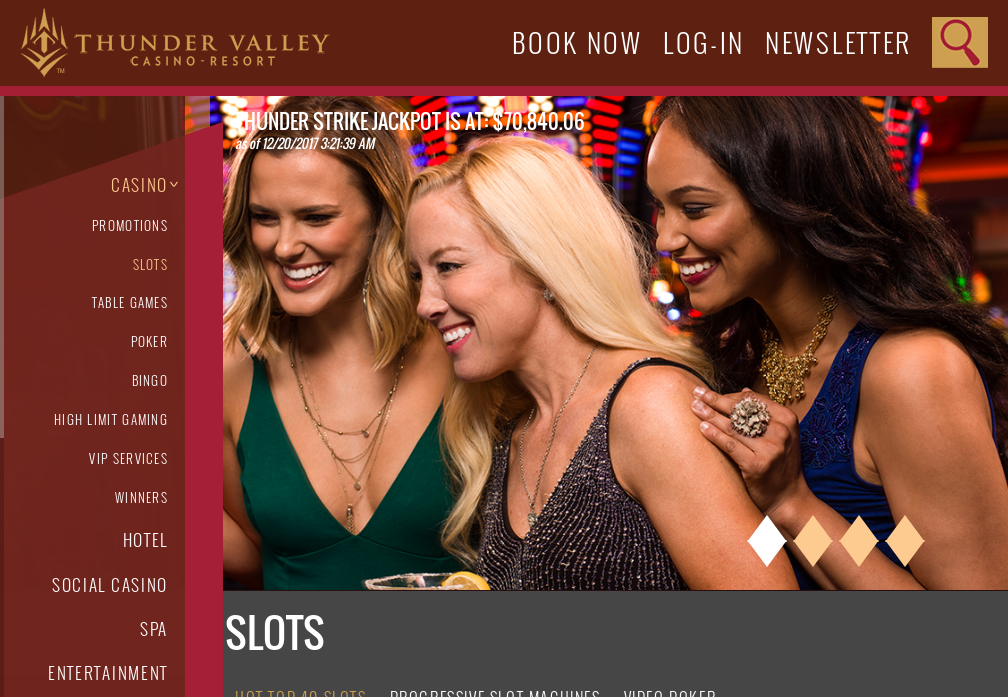 THUNDER VALLEY
CASINO-RESORT
TM
BOOK NOW LOG-IN NEWSLETTER
THUNDER STRIKE JACKPOT IS AT: $70,840.06
as of 12/20/2017 3:21:39 AM
CASINO
PROMOTIONS
SLOTS
TABLE GAMES
POKER
BINGO
HIGH LIMIT GAMING
VIP SERVICES
WINNERS
HOTEL
SOCIAL CASINO
SPA
ENTERTAINMENT
SLOTS
HOT TOP 40 SLOTS PROGRESSIVE SLOT MACHINES VIDEO POKER